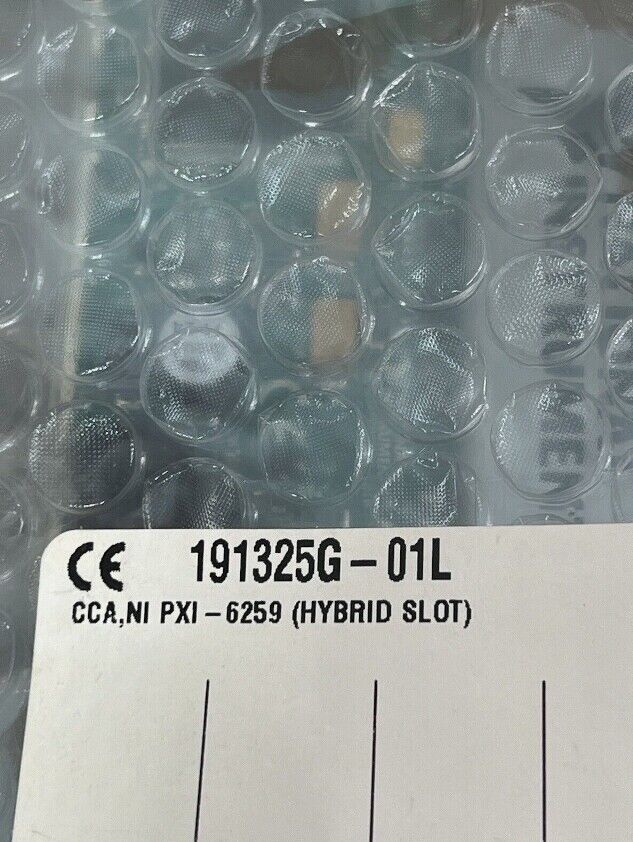 CE 191325G-01L
CCA,NI PXI-6259 (HYBRID SLOT)